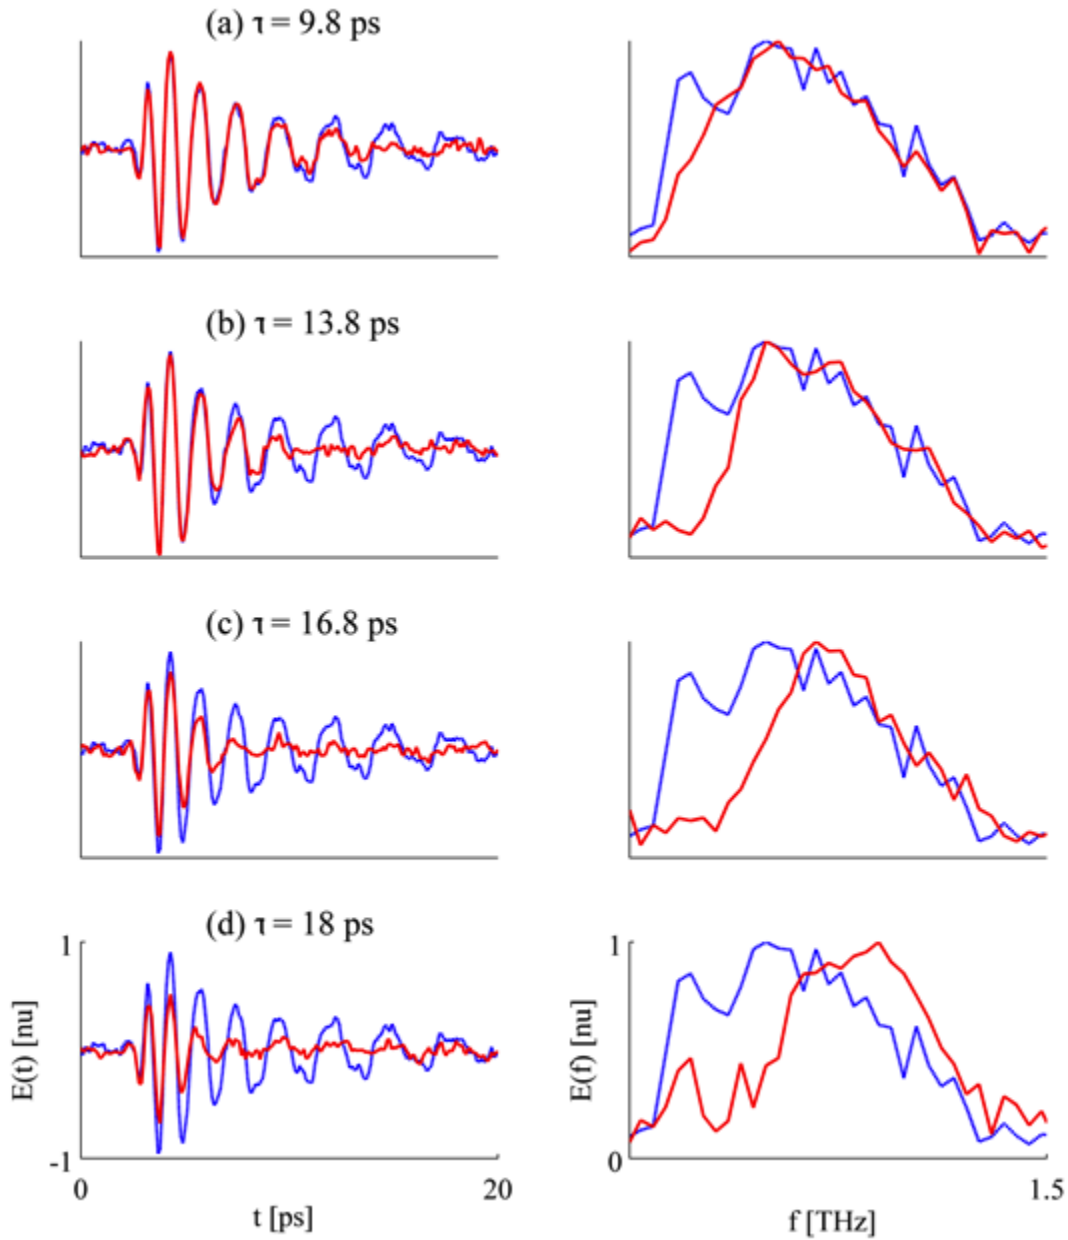 (a) τ = 9.8 ps
(b) τ = 13.8 ps
(c) τ = 16.8 ps
(d) τ = 18 ps
1
E(t) [nu]
-1
0
20
t [ps]
1
E(f) [nu]
0
1.5
f [THz]